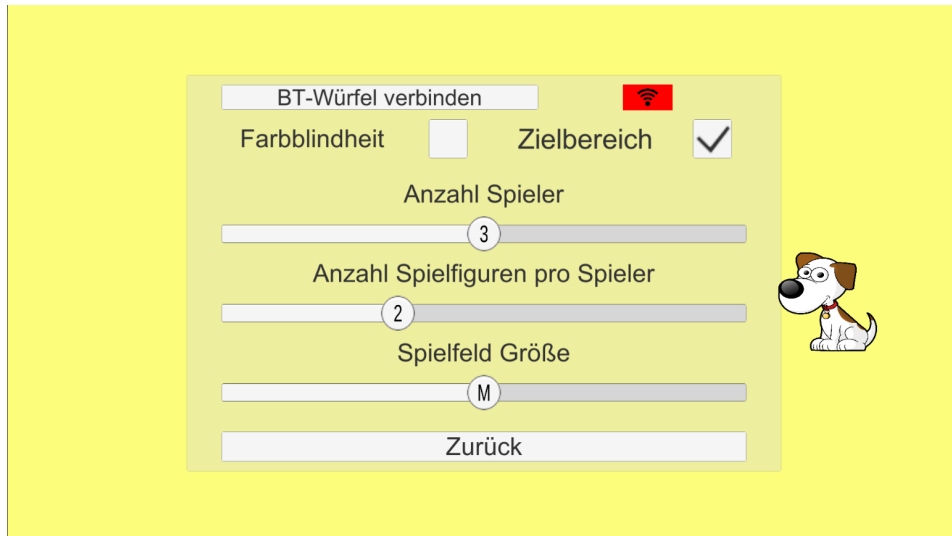 BT-Würfel verbinden
Farbblindheit Zielbereich
Anzahl Spieler
3
Anzahl Spielfiguren pro Spieler
2
Spielfeld Größe
M
Zurück